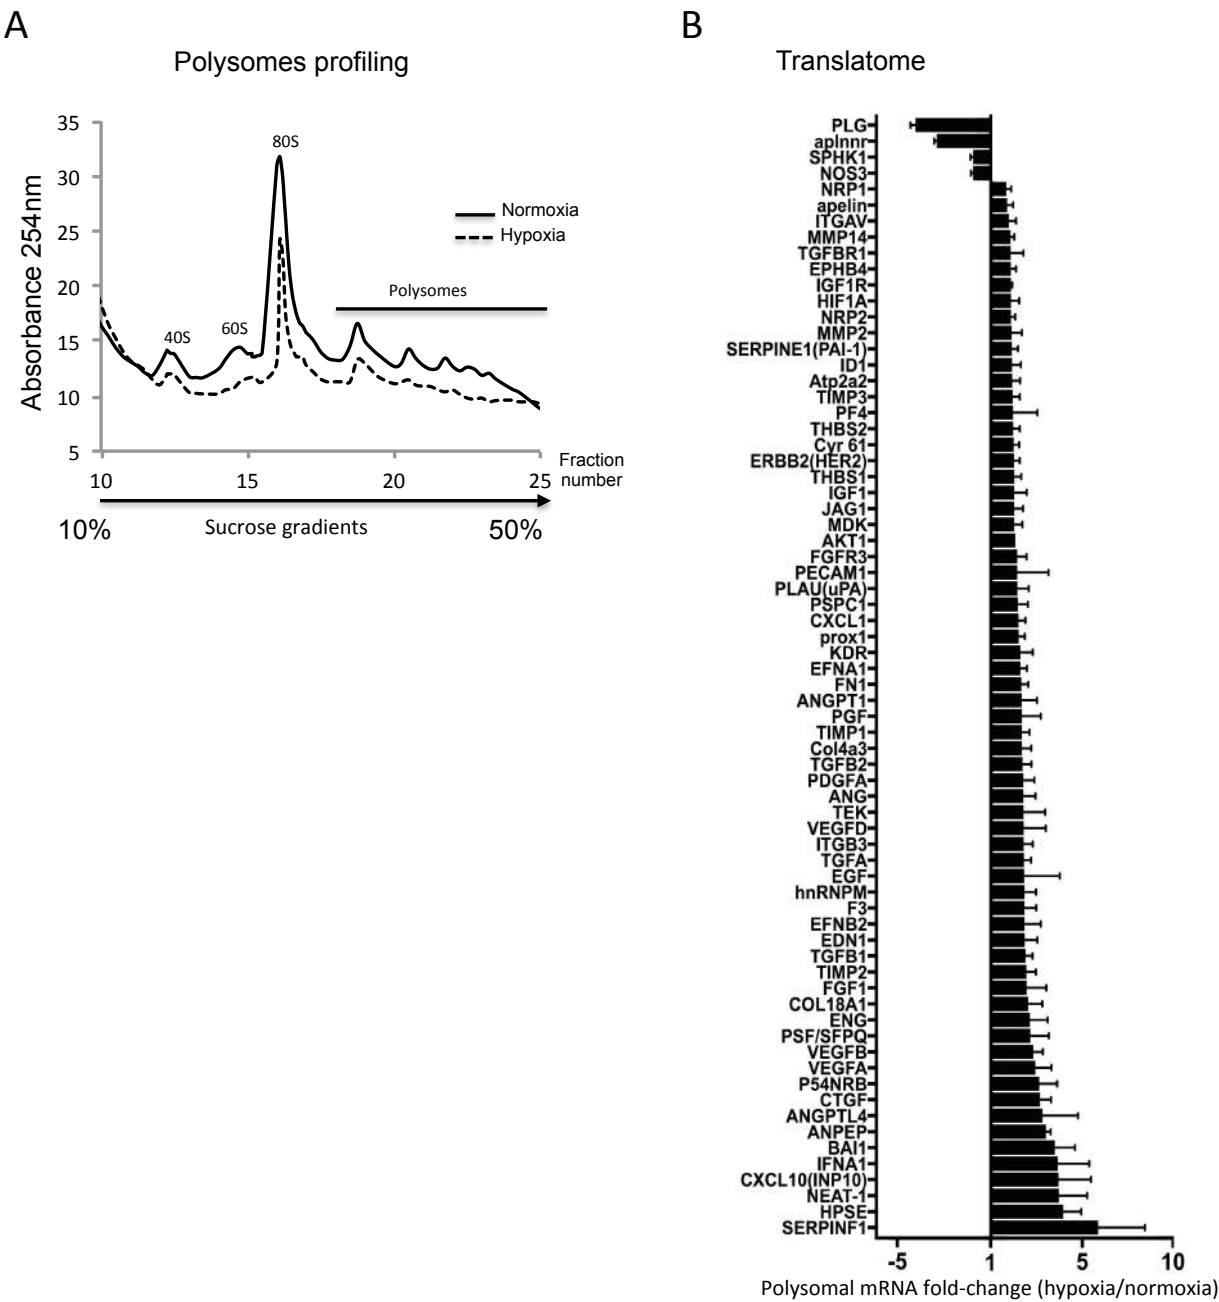 A
Polysomes profiling
35
30
25
20
15
10
5
Absorbance 254nm
80S
40S
60S
Normoxia
Hypoxia
Polysomes
10
15
20
25
Fraction
number
10%
Sucrose gradients
50%
B
Translatome
PLG
aplnnr
SPHK1
NOS3
NRP1
apelin
ITGAV
MMP14
TGFBR1
EPHB4
IGF1R
HIF1A
NRP2
MMP2
SERPINE1(PAI-1)
ID1
Atp2a2
TIMP3
PF4
THBS2
Cyr 61
ERBB2(HER2)
THBS1
IGF1
JAG1
MDK
AKT1
FGFR3
PECAM1
PLAU(uPA)
PSPC1
CXCL1
prox1
KDR
EFNA1
FN1
ANGPT1
PGF
TIMP1
Col4a3
TGFB2
PDGFA
ANG
TEK
VEGFD
ITGB3
TGFA
EGF
hnRNPM
F3
EFNB2
EDN1
TGFB1
TIMP2
FGF1
COL18A1
ENG
PSF/SFPQ
VEGFB
VEGFA
P54NRB
CTGF
ANGPTL4
ANPEP
BAI1
IFNA1
CXCL10(INP10)
NEAT-1
HPSE
SERPINF1
-5
1
5
10
Polysomal mRNA fold-change (hypoxia/normoxia)